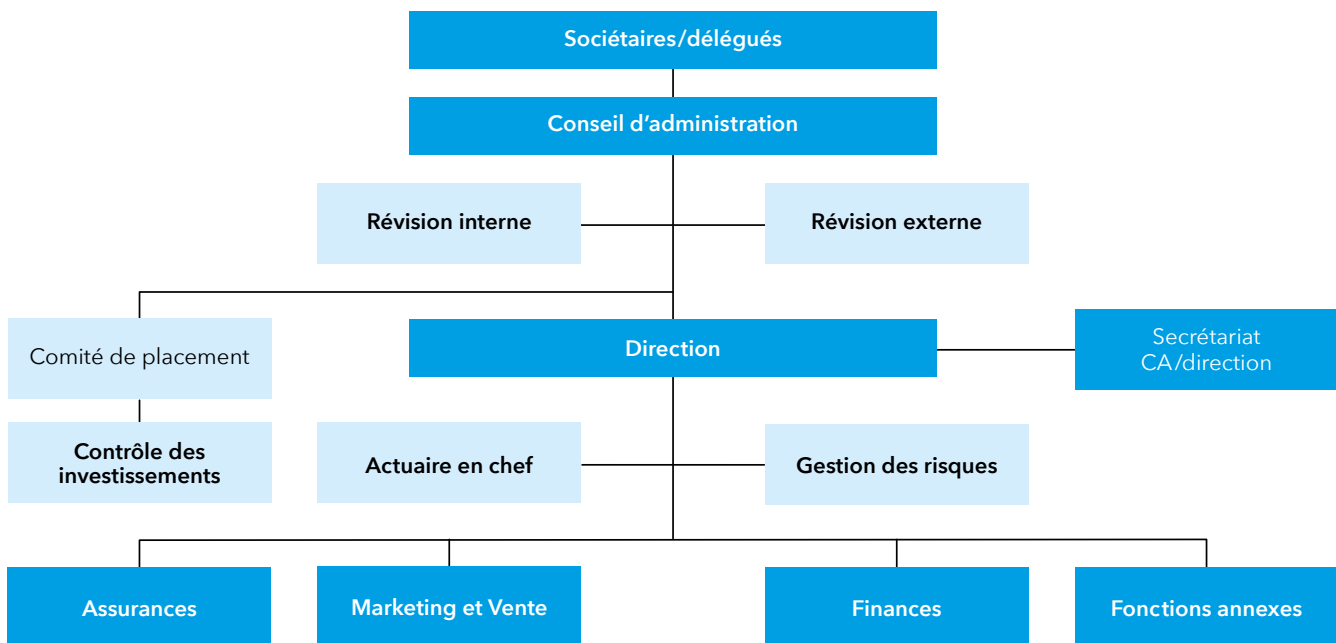 Sociétaires/délégués
Conseil d'administration
Révision interne
Révision externe
Comité de placement
Direction
Secrétariat
CA/direction
Contrôle des
investissements
Actuaire en chef
Gestion des risques
Assurances
Marketing et Vente
Finances
Fonctions annexes